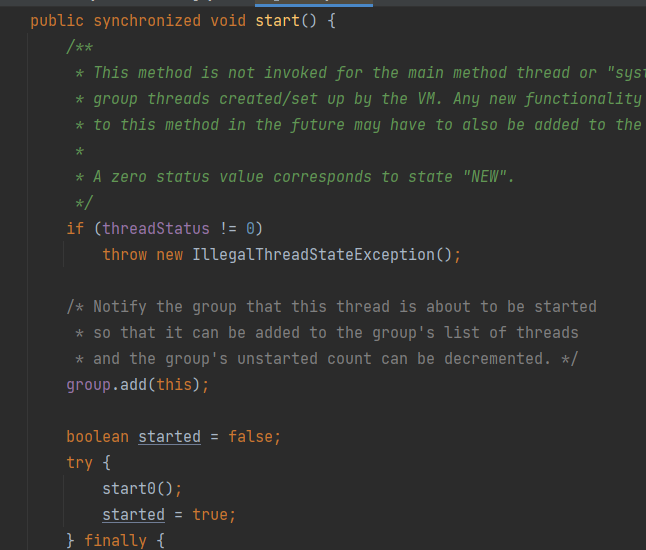 public synchronized void start() {
/**
* This method is not invoked for the main method thread or
* group threads created/set up by the VM. Any new functionality
* to this method in the future may have to also be added to the
*
* A zero status value corresponds to state "NEW".
*/
if (threadStatus != 0)
throw new IllegalThreadStateException();
/* Notify the group that this thread is about to be started
* so that it can be added to the group's list of threads
* and the group's unstarted count can be decremented. */
group.add(this);
boolean started = false;
try {
start0();
started = true;
} finally {